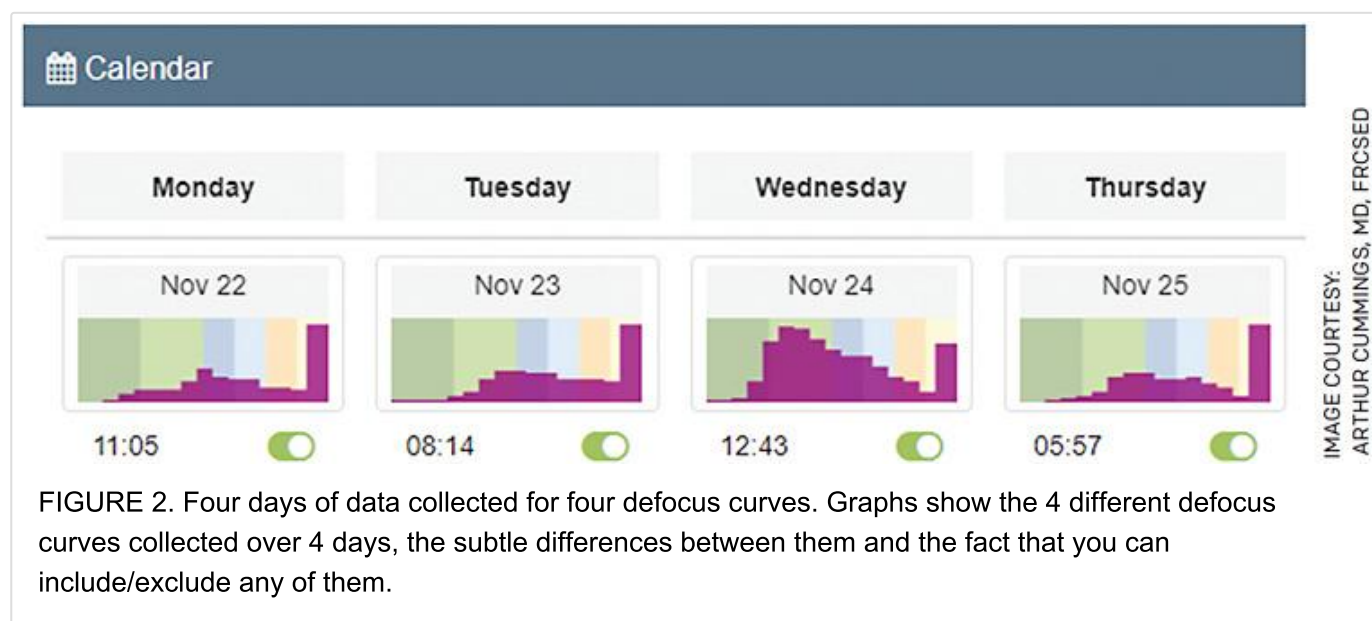 Calendar
Monday
Tuesday
Wednesday
Thursday
Nov 22
Nov 23
Nov 24
Nov 25
11:05
08:14
12:43
05:57
IMAGE COURTESY:
ARTHUR CUMMINGS, MD, FRCSED
FIGURE 2. Four days of data collected for four defocus curves. Graphs show the 4 different defocus
curves collected over 4 days, the subtle differences between them and the fact that you can
include/exclude any of them.